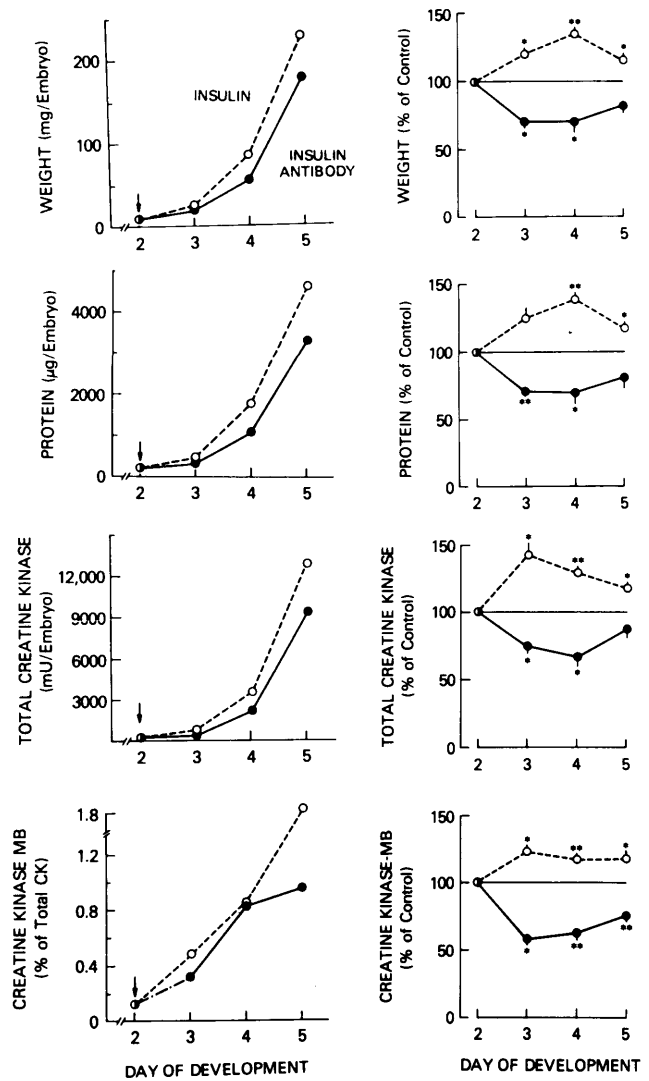 WEIGHT (mg/Embryo)
200
100
0
INSULIN
INSULIN
ANTIBODY
2 3 4 5
WEIGHT (% of Control)
150
100
50
0
* ** *
* *
2 3 4 5
PROTEIN (µg/Embryo)
4000
2000
0
2 3 4 5
PROTEIN (% of Control)
150
100
50
0
** *
** *
2 3 4 5
TOTAL CREATINE KINASE
(mU/Embryo)
12,000
9000
6000
3000
2 3 4 5
TOTAL CREATINE KINASE
(% of Control)
150
100
50
0
* ** *
* *
2 3 4 5
CREATINE KINASE MB
(% of Total CK)
1.8
1.2
0.8
0.4
0
2 3 4 5
DAY OF DEVELOPMENT
CREATINE KINASE-MB
(% of Control)
150
100
50
0
* ** *
* ** **
2 3 4 5
DAY OF DEVELOPMENT